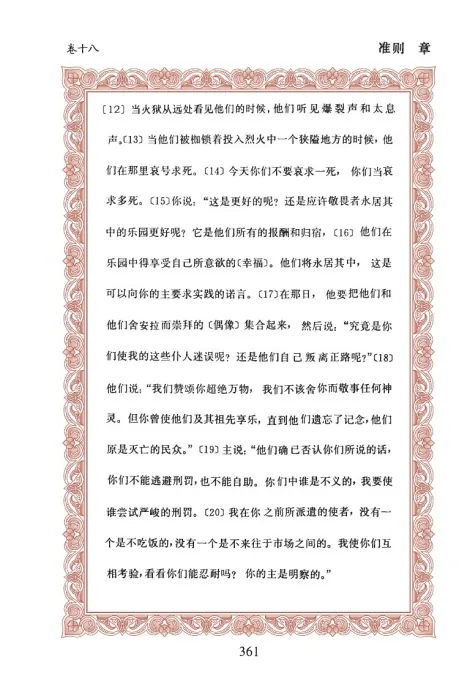 卷十八
准则 章
〔12〕当火狱从远处看见他们的时候，他们听见爆裂声和太息
声。〔13〕当他们被枷锁着投入烈火中一个狭隘地方的时候，他
们在那里哀号求死。〔14〕今天你们不要哀求一死， 你们当哀
求多死。〔15〕你说：“这是更好的呢？还是应许敬畏者永居其
中的乐园更好呢？它是他们所有的报酬和归宿，〔16〕他们在
乐园中得享受自己所意欲的〔幸福〕。他们将永居其中， 这是
可以向你的主要求实践的诺言。〔17〕在那日， 他要把他们和
他们舍安拉而崇拜的〔偶像〕集合起来， 然后说：“究竟是你
们使我的这些仆人迷误呢？还是他们自己叛离正路呢？”〔18〕
他们说：“我们赞颂你超绝万物， 我们不该舍你而敬事任何神
灵。但你曾使他们及其祖先享乐，直到他们遗忘了记念，他们
原是灭亡的民众。”〔19〕主说：“他们确已否认你们所说的话，
你们不能逃避刑罚，也不能自助。你们中谁是不义的，我要使
谁尝试严峻的刑罚。〔20〕我在你之前所派遣的使者，没有一
个是不吃饭的，没有一个是不来往于市场之间的。我使你们互
相考验，看看你们能忍耐吗？ 你的主是明察的。”
361